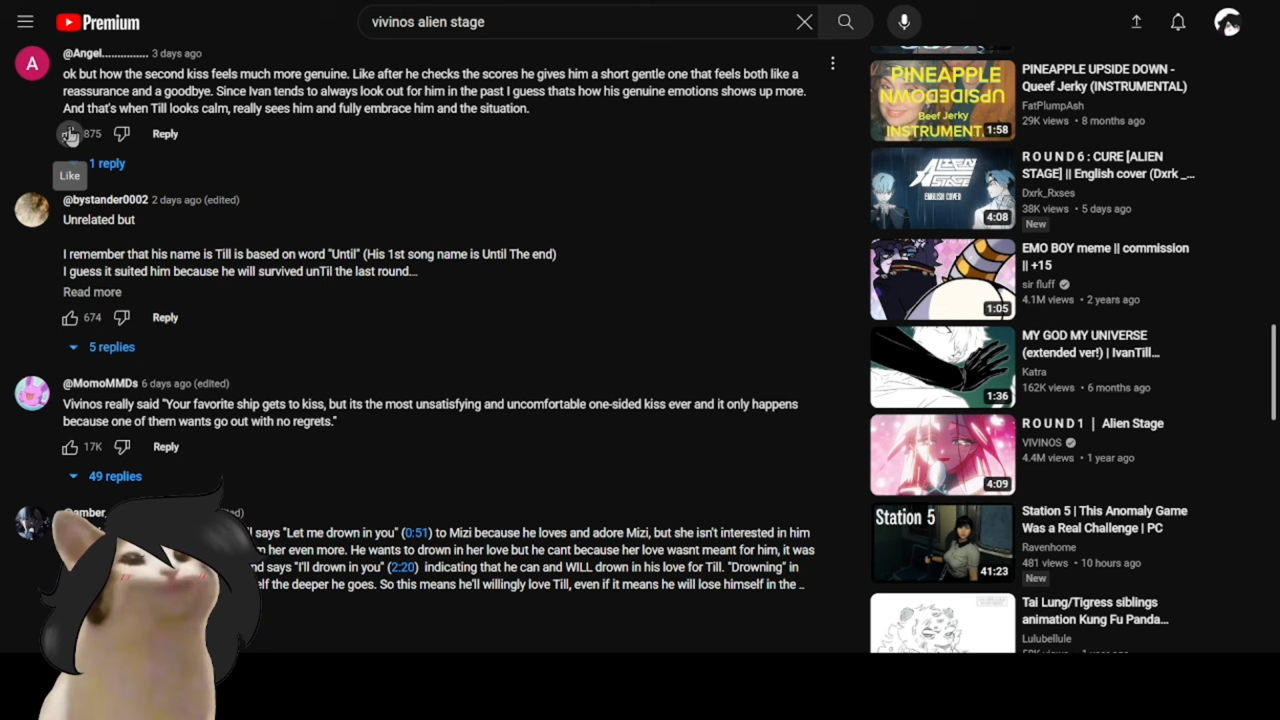 Premium
vivinos alien stage
@Angel............... 3 days ago
ok but how the second kiss feels much more genuine. Like after he checks the scores he gives him a short gentle one that feels both like a
reassurance and a goodbye. Since Ivan tends to always look out for him in the past I guess thats how his genuine emotions shows up more.
And that's when Till looks calm, really sees him and fully embrace him and the situation.
875 Reply
1 reply
Like
@bystander0002 2 days ago (edited)
Unrelated but
I remember that his name is Till is based on word "Until" (His 1st song name is Until The end)
I guess it suited him because he will survived unTil the last round...
Read more
674 Reply
5 replies
@MomoMMDs 6 days ago (edited)
Vivinos really said "Your favorite ship gets to kiss, but its the most unsatisfying and uncomfortable one-sided kiss ever and it only happens
because one of them wants go out with no regrets."
17K Reply
49 replies
says "Let me drown in you" (0:51) to Mizi because he loves and adore Mizi, but she isn't interested in him
her even more. He wants to drown in her love but he cant because her love wasnt meant for him, it was
says "I'll drown in you" (2:20) indicating that he can and WILL drown in his love for Till. "Drowning" in
the deeper he goes. So this means he'll willingly love Till, even if it means he will lose himself in the ..
A
PINEAPPLE
UPSIDEDOWN
Beef Jerky
INSTRUMENT
1:58
PINEAPPLE UPSIDE DOWN -
Queef Jerky (INSTRUMENTAL)
FatPlumpAsh
29K views • 8 months ago
ALIEN
STAGE
ENGLISH COVER
4:08
R O U N D 6 : CURE [ALIEN
STAGE] || English cover (Dxrk _...
Dxrk_Rxses
38K views • 5 days ago
New
1:05
EMO BOY meme || commission
|| +15
sir fluff
4.1M views • 2 years ago
1:36
MY GOD MY UNIVERSE
(extended ver!) | IvanTill...
Katra
162K views • 6 months ago
4:09
R O U N D 1 | Alien Stage
VIVINOS
4.4M views • 1 year ago
Station 5
41:23
Station 5 | This Anomaly Game
Was a Real Challenge | PC
Ravenhome
481 views • 10 hours ago
New
Tai Lung/Tigress siblings
animation Kung Fu Panda...
Lulubellule